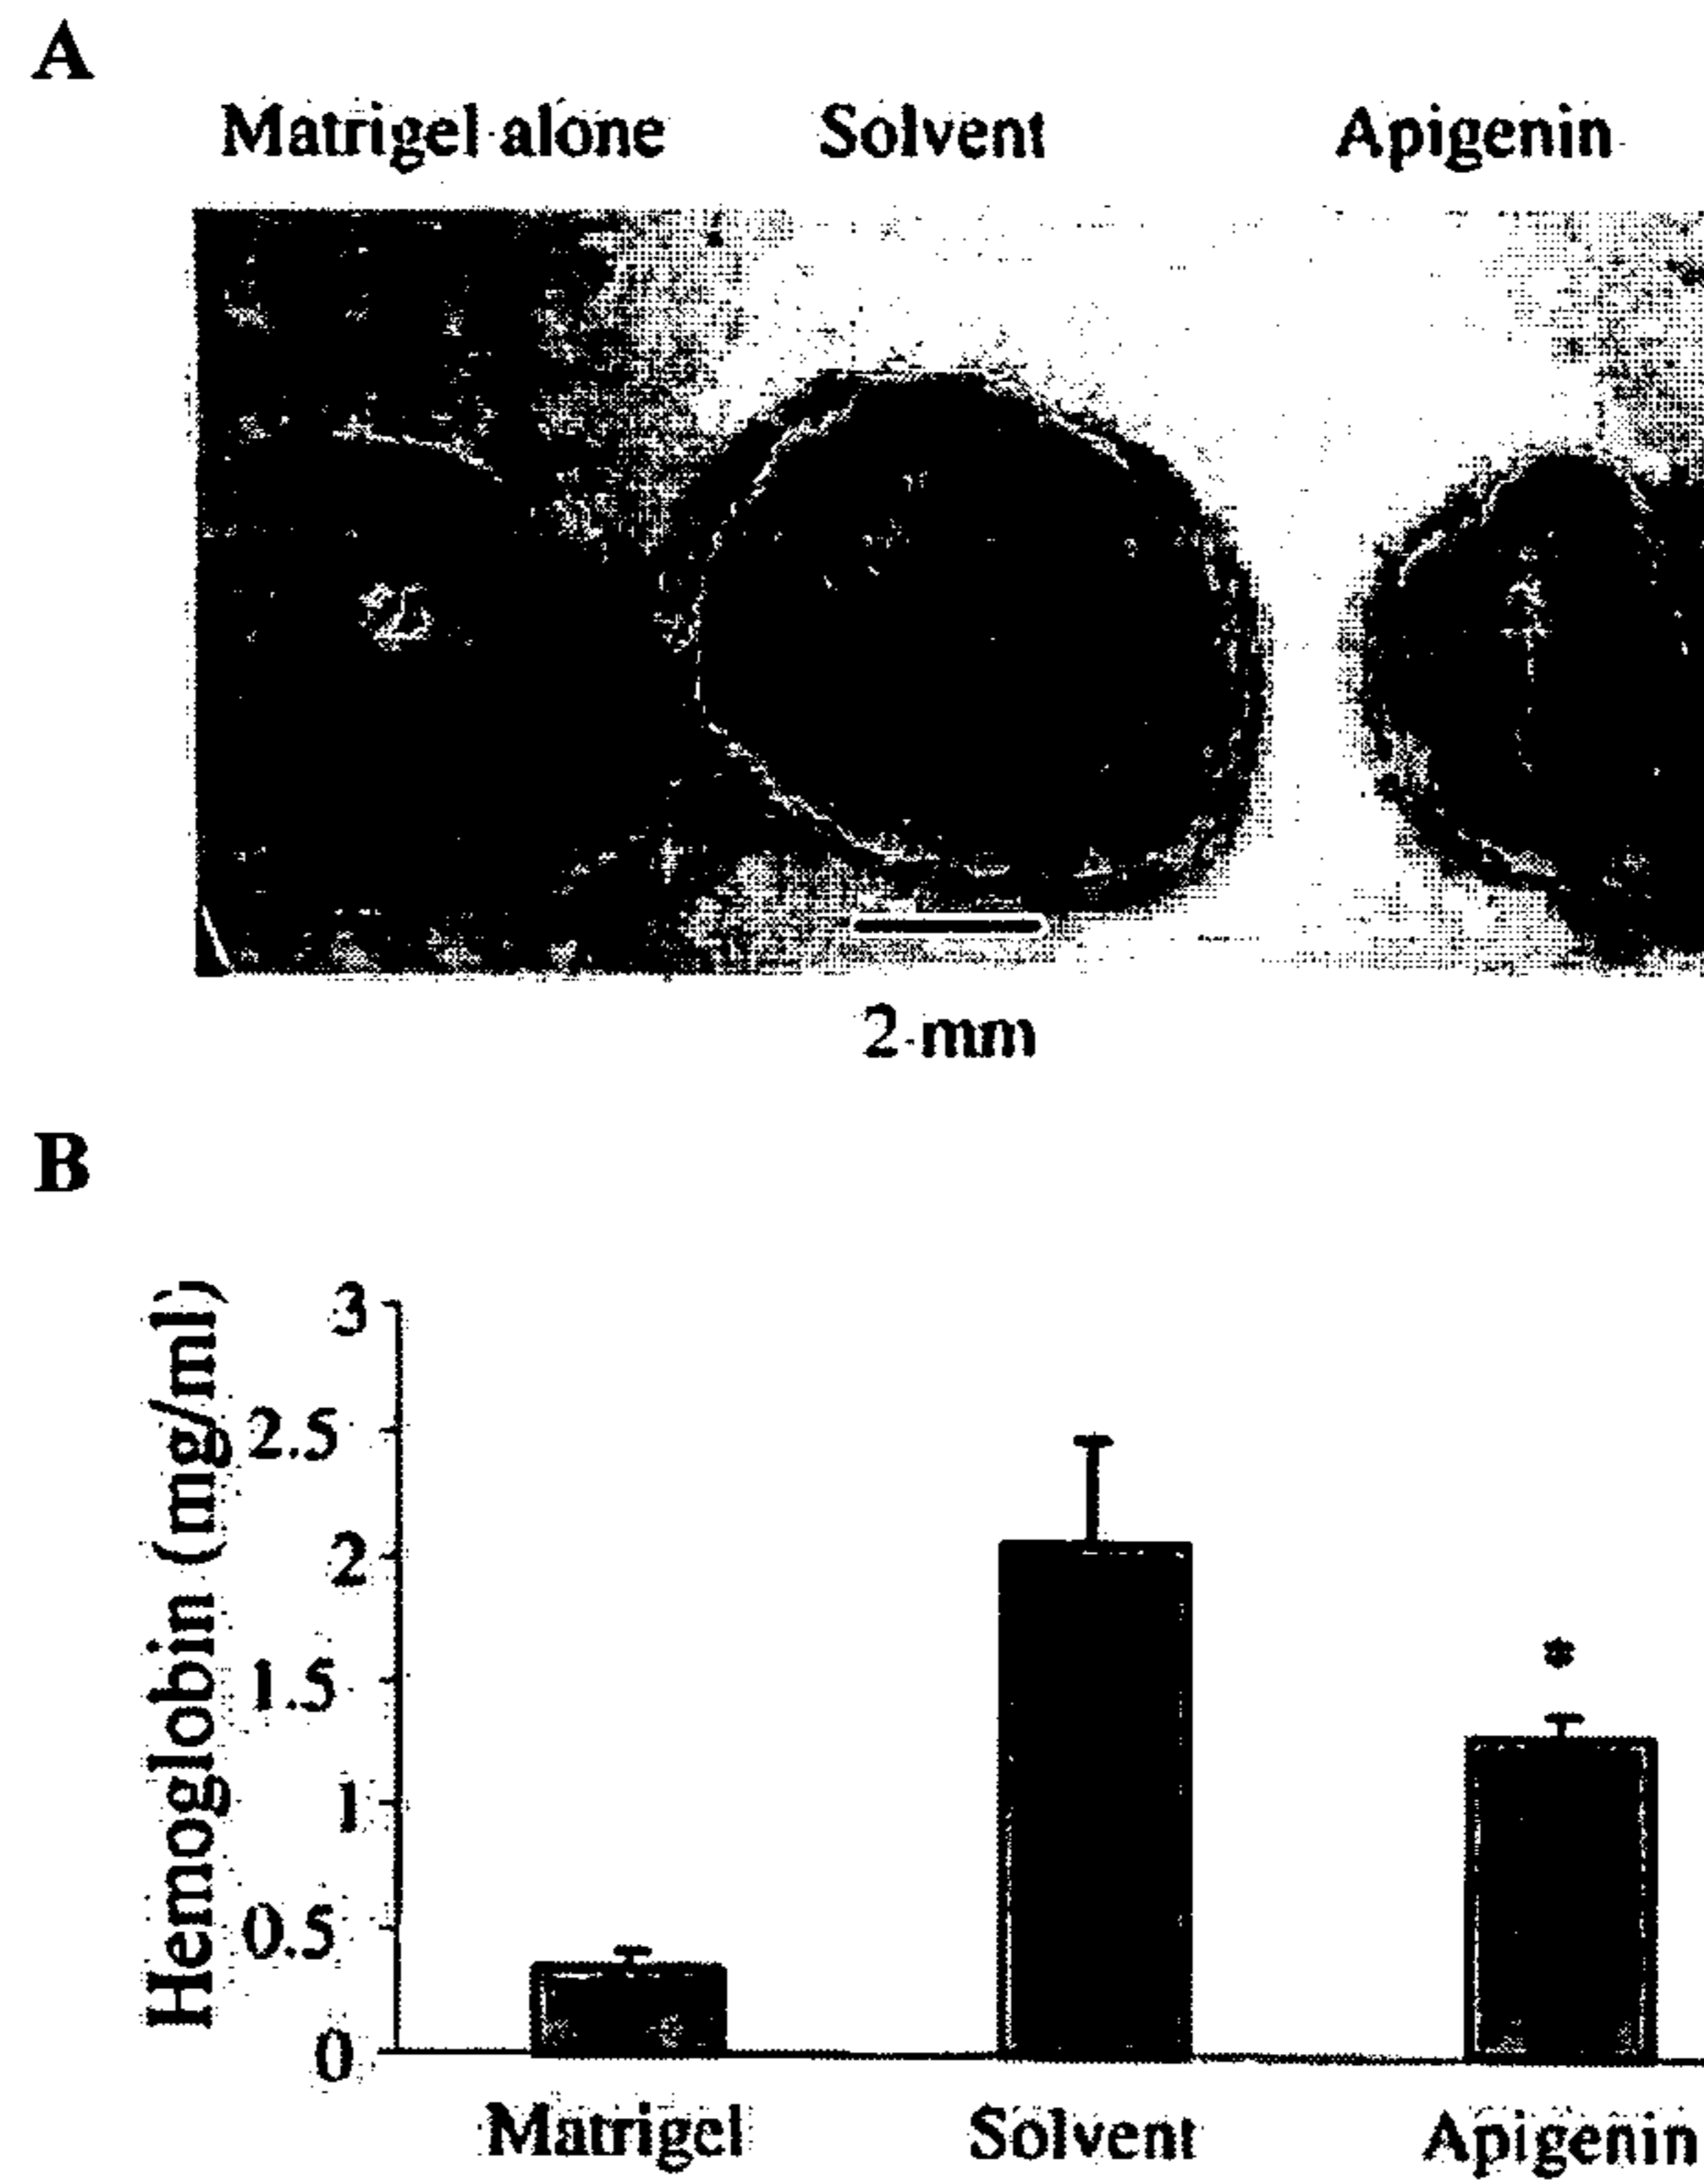 A
Matrigel alone Solvent Apigenin
2 mm
B
Hemoglobin (mg/ml)
3
2.5
2
1.5
1
0.5
0
*
Matrigel Solvent Apigenin